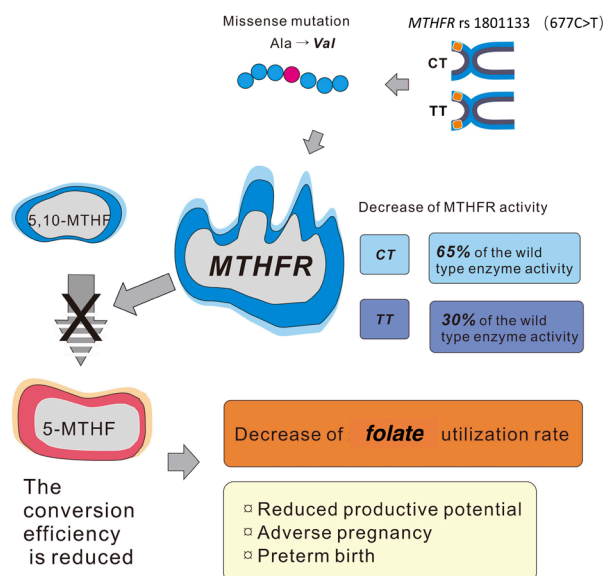 Missense mutation
Ala → Val
MTHFR rs 1801133 (677C>T)
CT
TT
5,10-MTHF
MTHFR
Decrease of MTHFR activity
CT
65% of the wild
type enzyme activity
TT
30% of the wild
type enzyme activity
X
5-MTHF
The
conversion
efficiency
is reduced
Decrease of folate utilization rate
¤ Reduced productive potential
¤ Adverse pregnancy
¤ Preterm birth